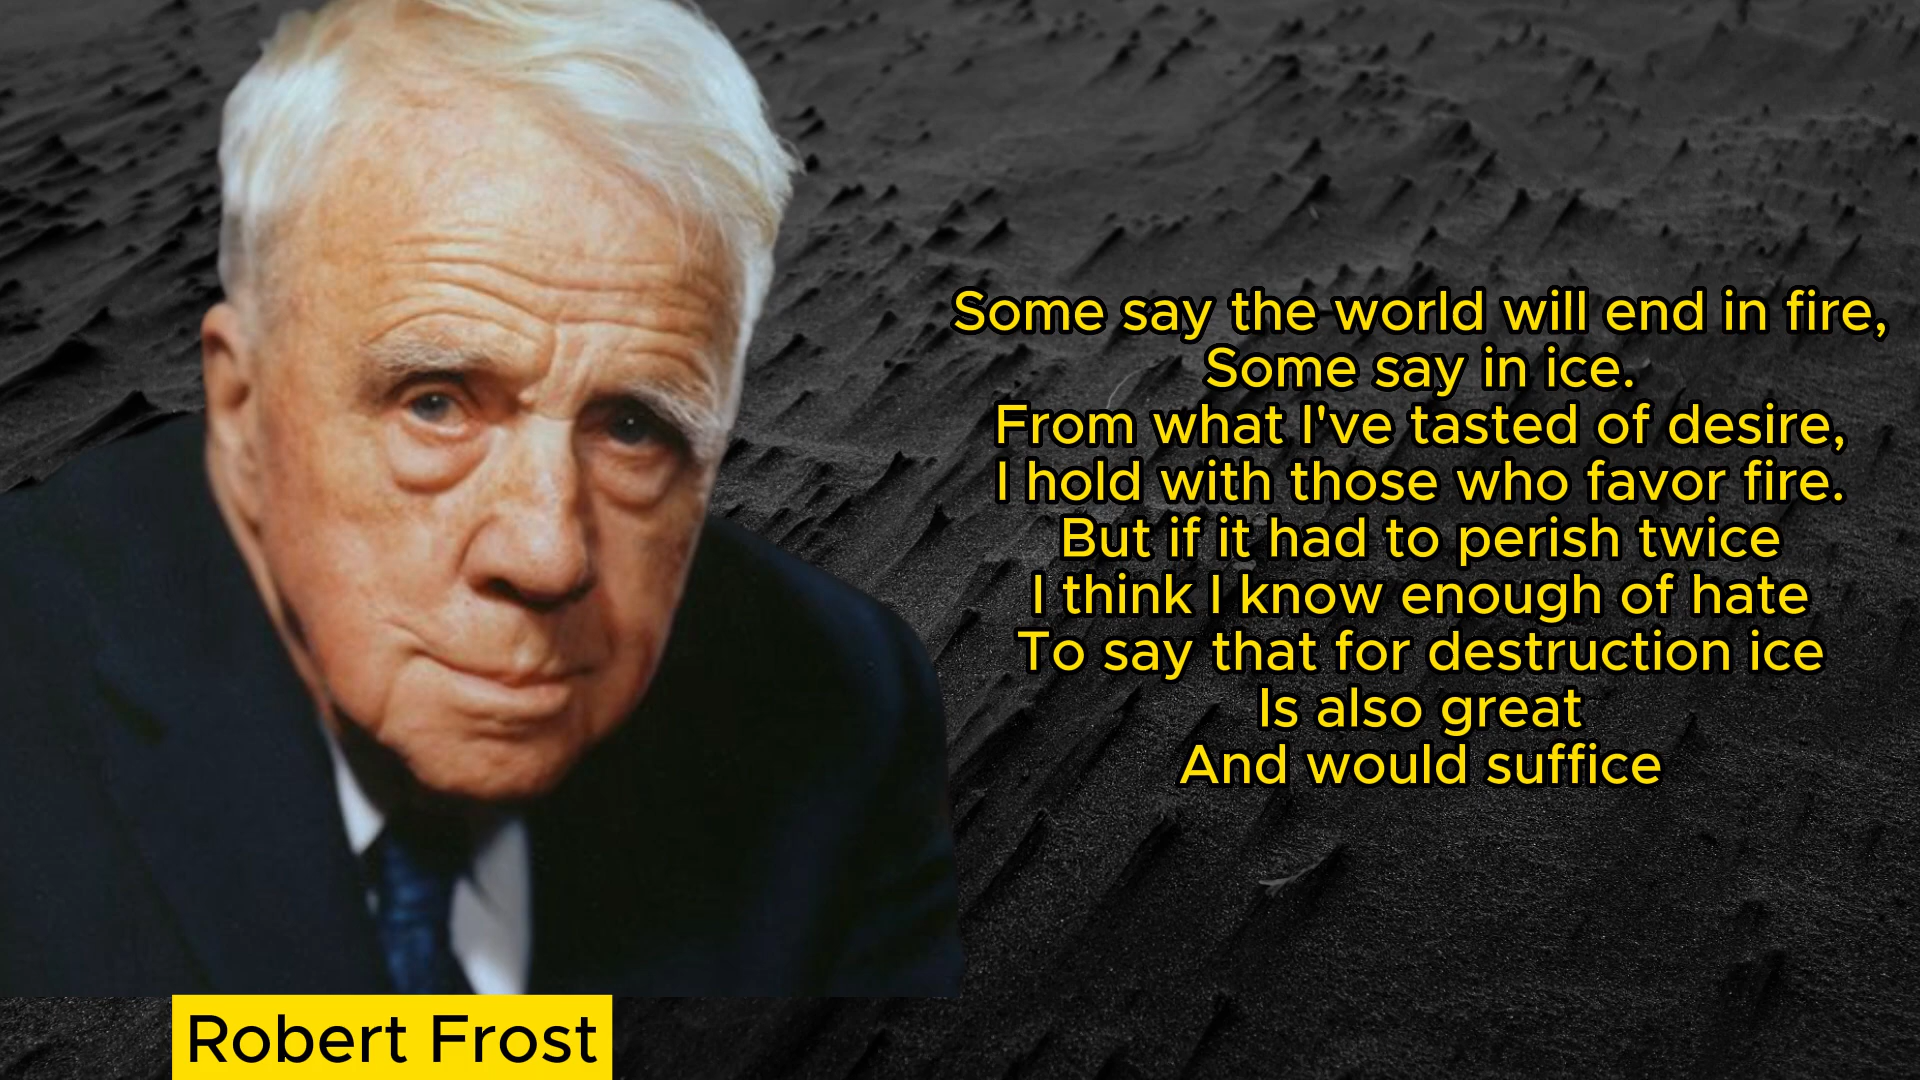 Some say the world will end in fire,
Some say in ice.
From what I've tasted of desire,
I hold with those who favor fire.
But if it had to perish twice
I think I know enough of hate
To say that for destruction ice
Is also great
And would suffice
Robert Frost